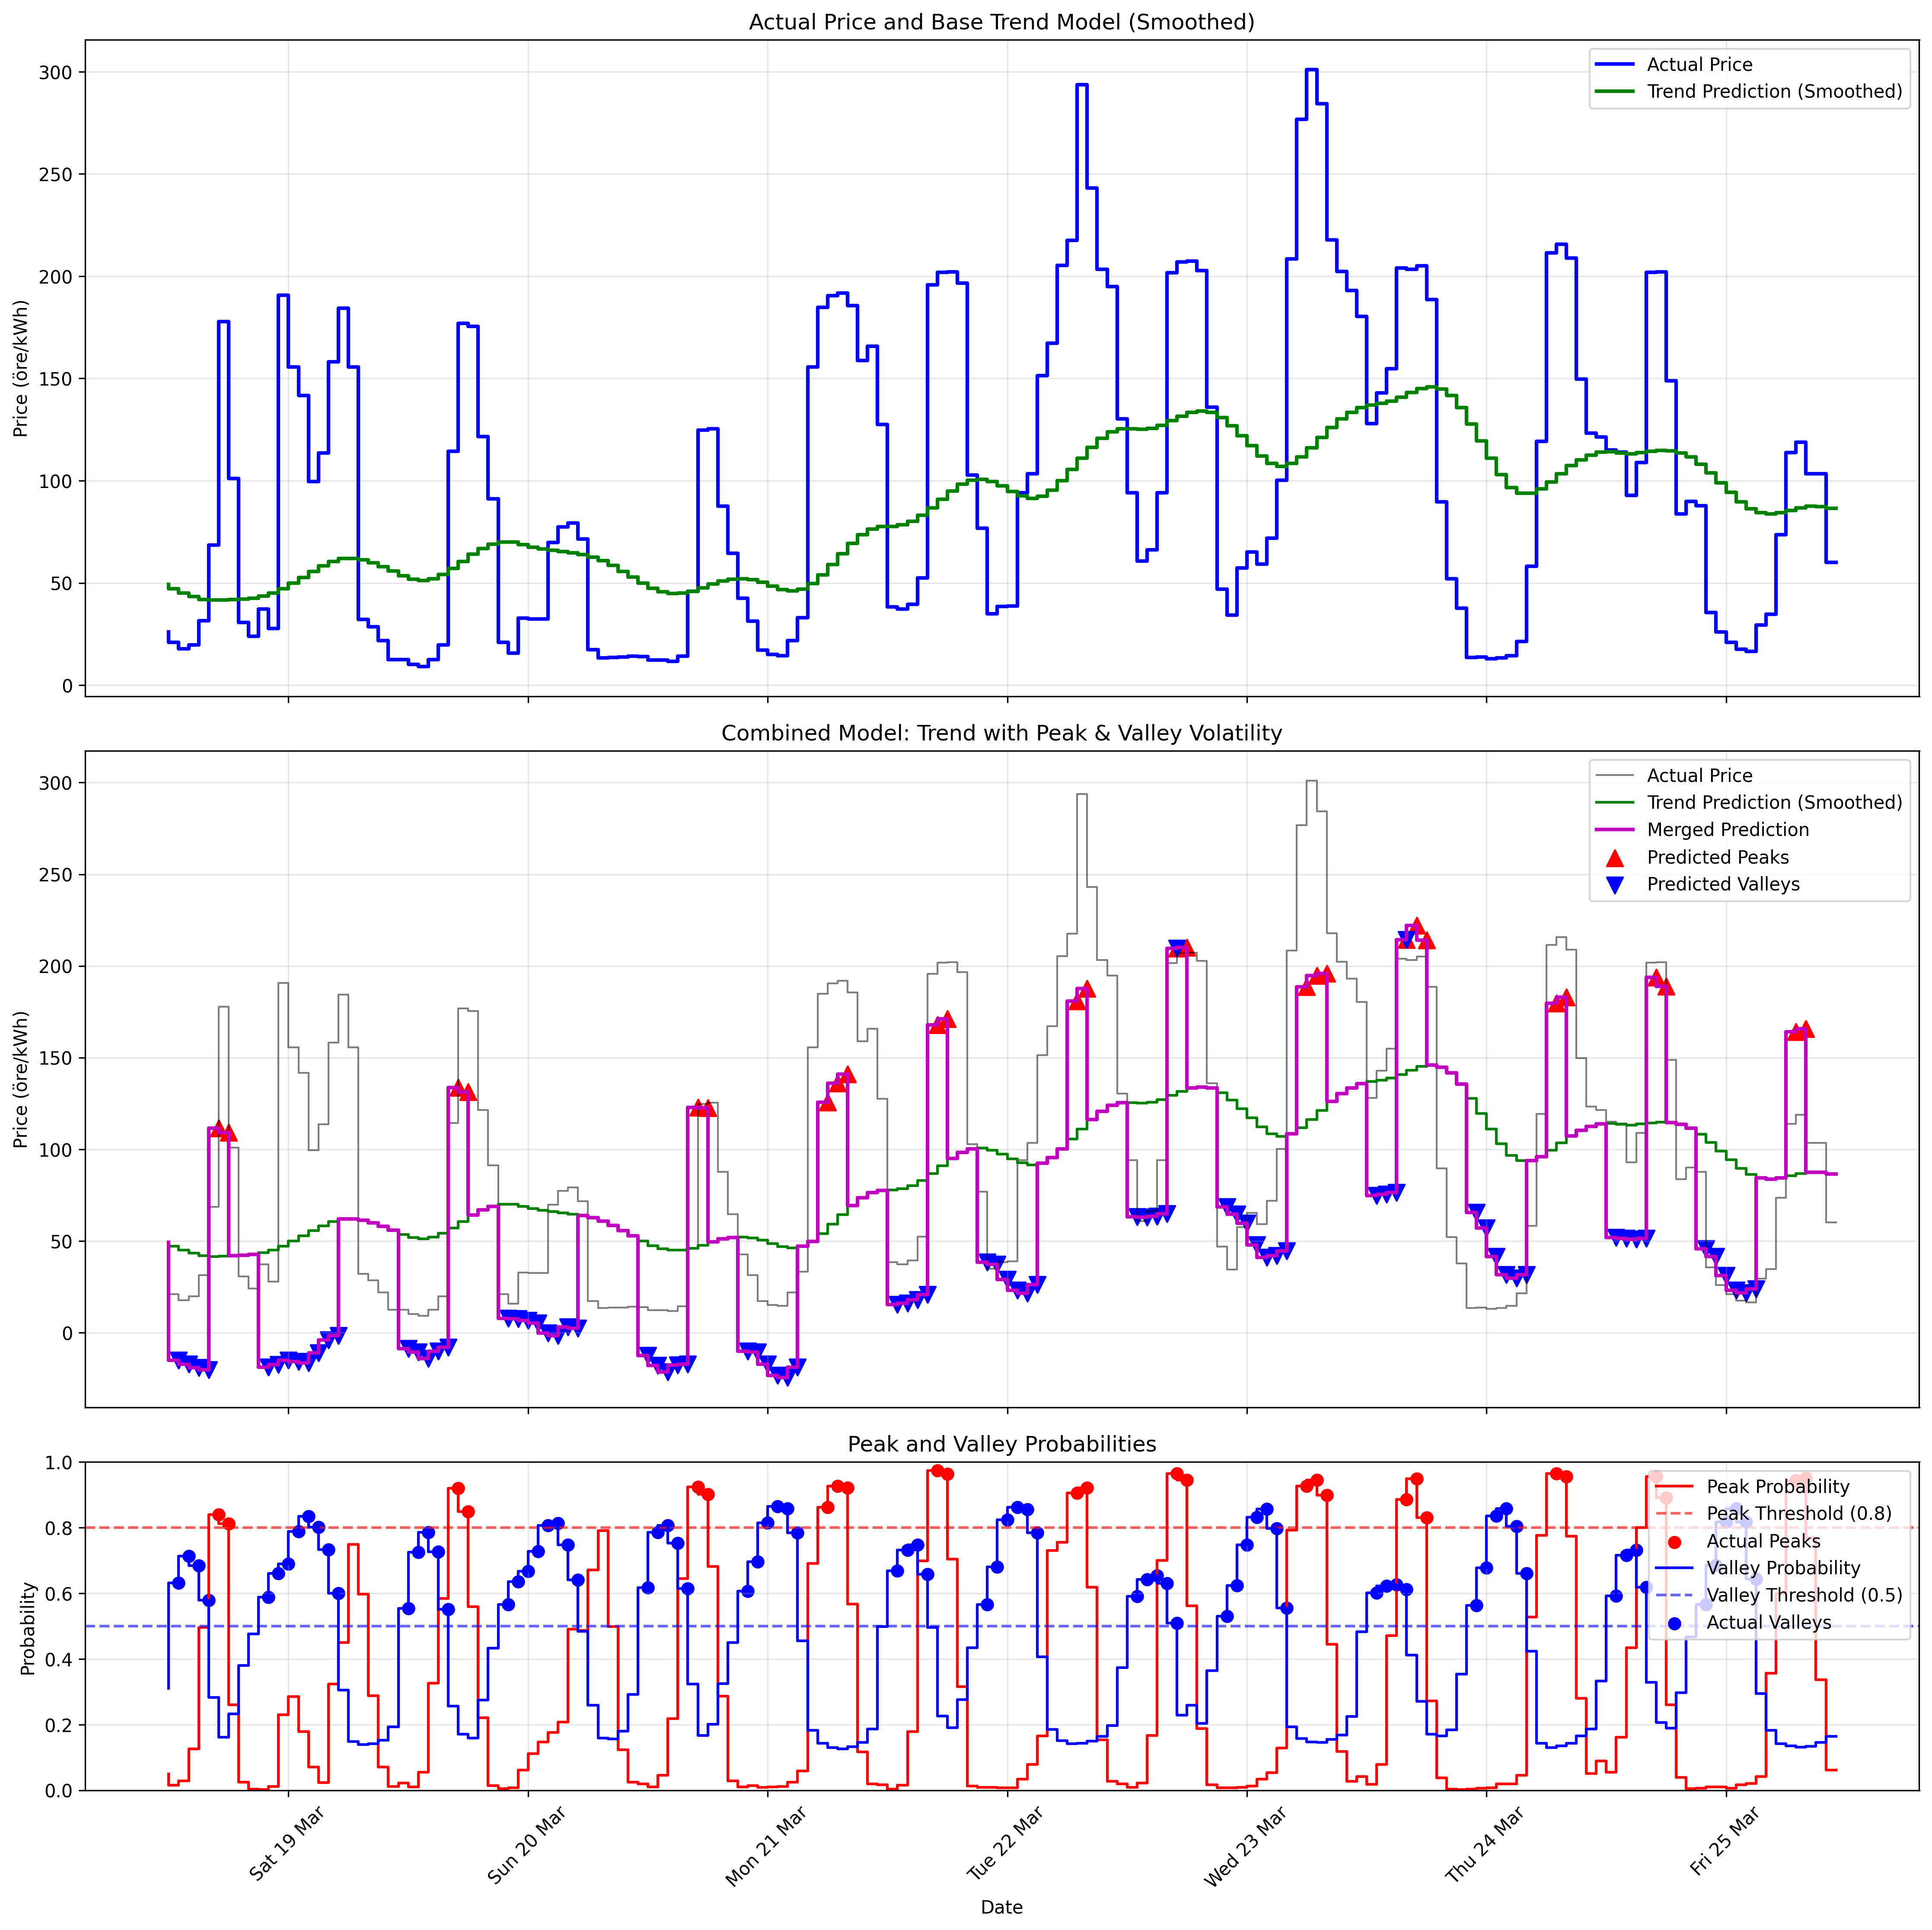 Actual Price and Base Trend Model (Smoothed)
Price (öre/kWh)
300
250
200
150
100
50
0
Actual Price
Trend Prediction (Smoothed)
Combined Model: Trend with Peak & Valley Volatility
Price (öre/kWh)
300
250
200
150
100
50
0
Actual Price
Trend Prediction (Smoothed)
Merged Prediction
Predicted Peaks
Predicted Valleys
Peak and Valley Probabilities
Probability
1.0
0.8
0.6
0.4
0.2
0.0
Peak Probability
Peak Threshold (0.8)
Actual Peaks
Valley Probability
Valley Threshold (0.5)
Actual Valleys
Sat 19 Mar
Sun 20 Mar
Mon 21 Mar
Tue 22 Mar
Wed 23 Mar
Thu 24 Mar
Fri 25 Mar
Date